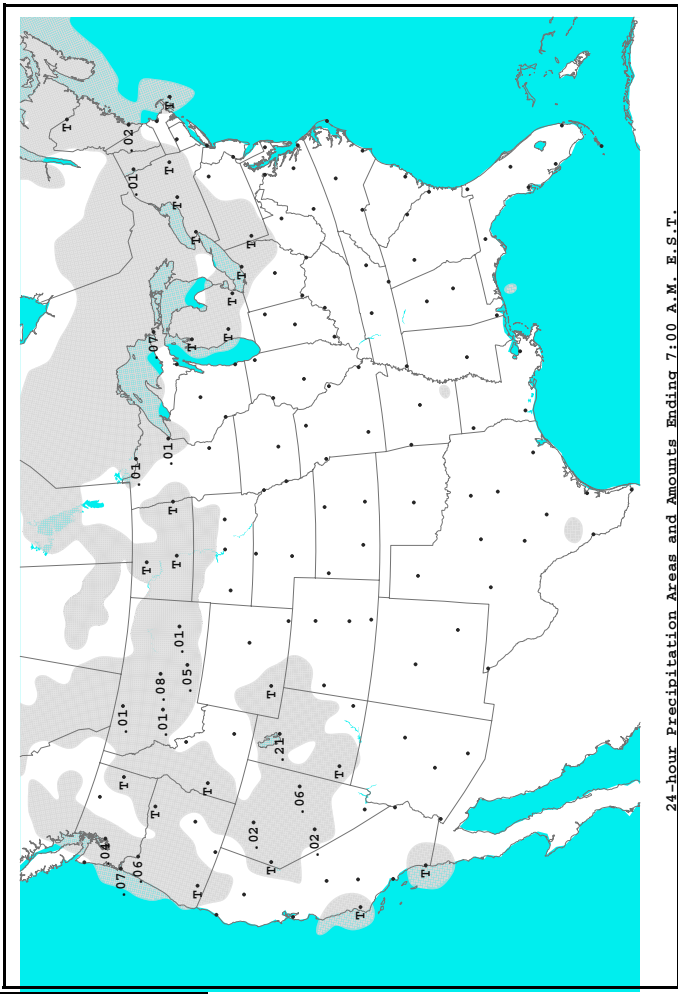 24-hour Precipitation Areas and Amounts Ending 7:00 A.M. E.S.T.
T
.02
T
.01
T
T
T
T
T
.07
T
T
.01
.01
T
T
T
.01
.05
.08
.01
.01
T
.21
T
T
T
.06
T
.02
.02
.04
.06
.07
T
T
T
T